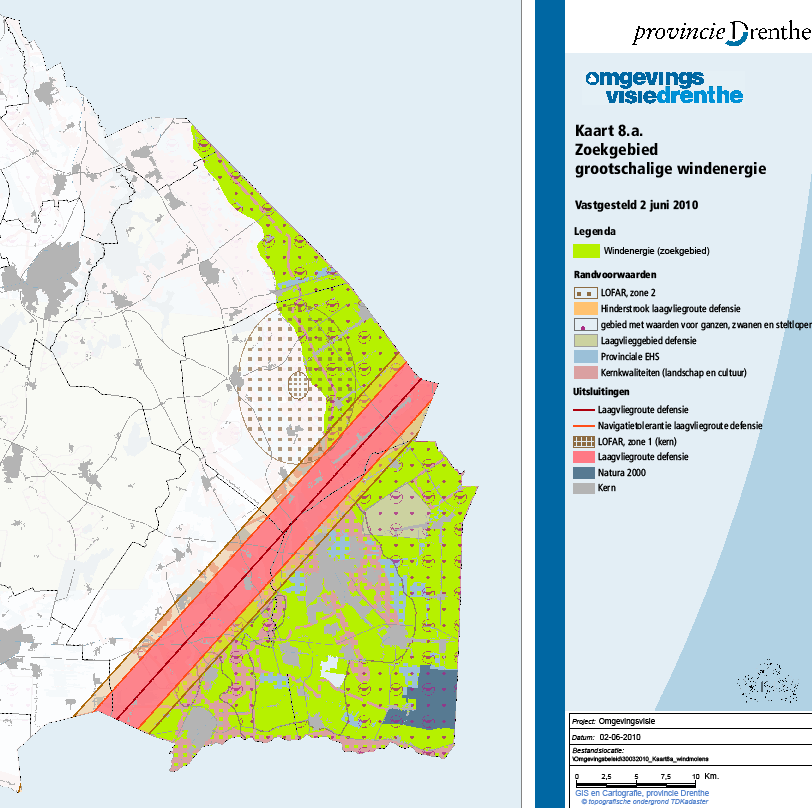 provincie Drenthe
omgevings
visiedrenthe
Kaart 8.a.
Zoekgebied
grootschalige windenergie
Vastgesteld 2 juni 2010
Legenda
Windenergie (zoekgebied)
Randvoorwaarden
LOFAR, zone 2
Hinderstrook laagvliegroute defensie
gebied met waarden voor ganzen, zwanen en steltloper
Laagvlieggebied defensie
Provinciale EHS
Kernkwaliteiten (landschap en cultuur)
Uitsluitingen
Laagvliegroute defensie
Navigatietolerantie laagvliegroute defensie
LOFAR, zone 1 (kern)
Laagvliegroute defensie
Natura 2000
Kern
Project: Omgevingsvisie
Datum: 02-06-2010
Bestandslocatie:
\Omgevingsbeleid\30032010_Kaart8a_windmolens
0 2,5 5 7,5 10 Km.
GIS en Cartografie, provincie Drenthe
© topografische ondergrond TDKadaster